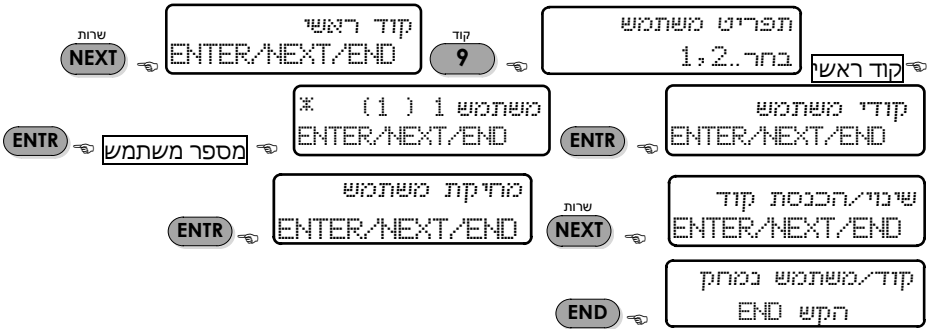 קוד ראשי
תפריט משתמש
בחר..1,2
קוד
9
קוד ראשי
ENTER/NEXT/END
שרות
NEXT
קודי משתמש
ENTER/NEXT/END
ENTR
משתמש 1 ( 1) *
ENTER/NEXT/END
מספר משתמש
ENTR
שינוי/הכנסת קוד
ENTER/NEXT/END
שרות
NEXT
מחיקת משתמש
ENTER/NEXT/END
ENTR
קוד/משתמש נמחק
הקש END
END